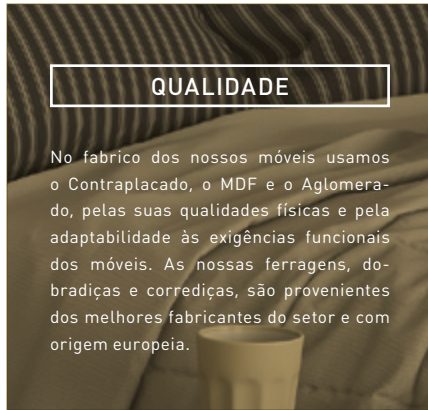 QUALIDADE
No fabrico dos nossos móveis usamos
o Contraplacado, o MDF e o Aglomera-
do, pelas suas qualidades físicas e pela
adaptabilidade às exigências funcionais
dos móveis. As nossas ferragens, do-
bradiças e corrediças, são provenientes
dos melhores fabricantes do setor e com
origem europeia.